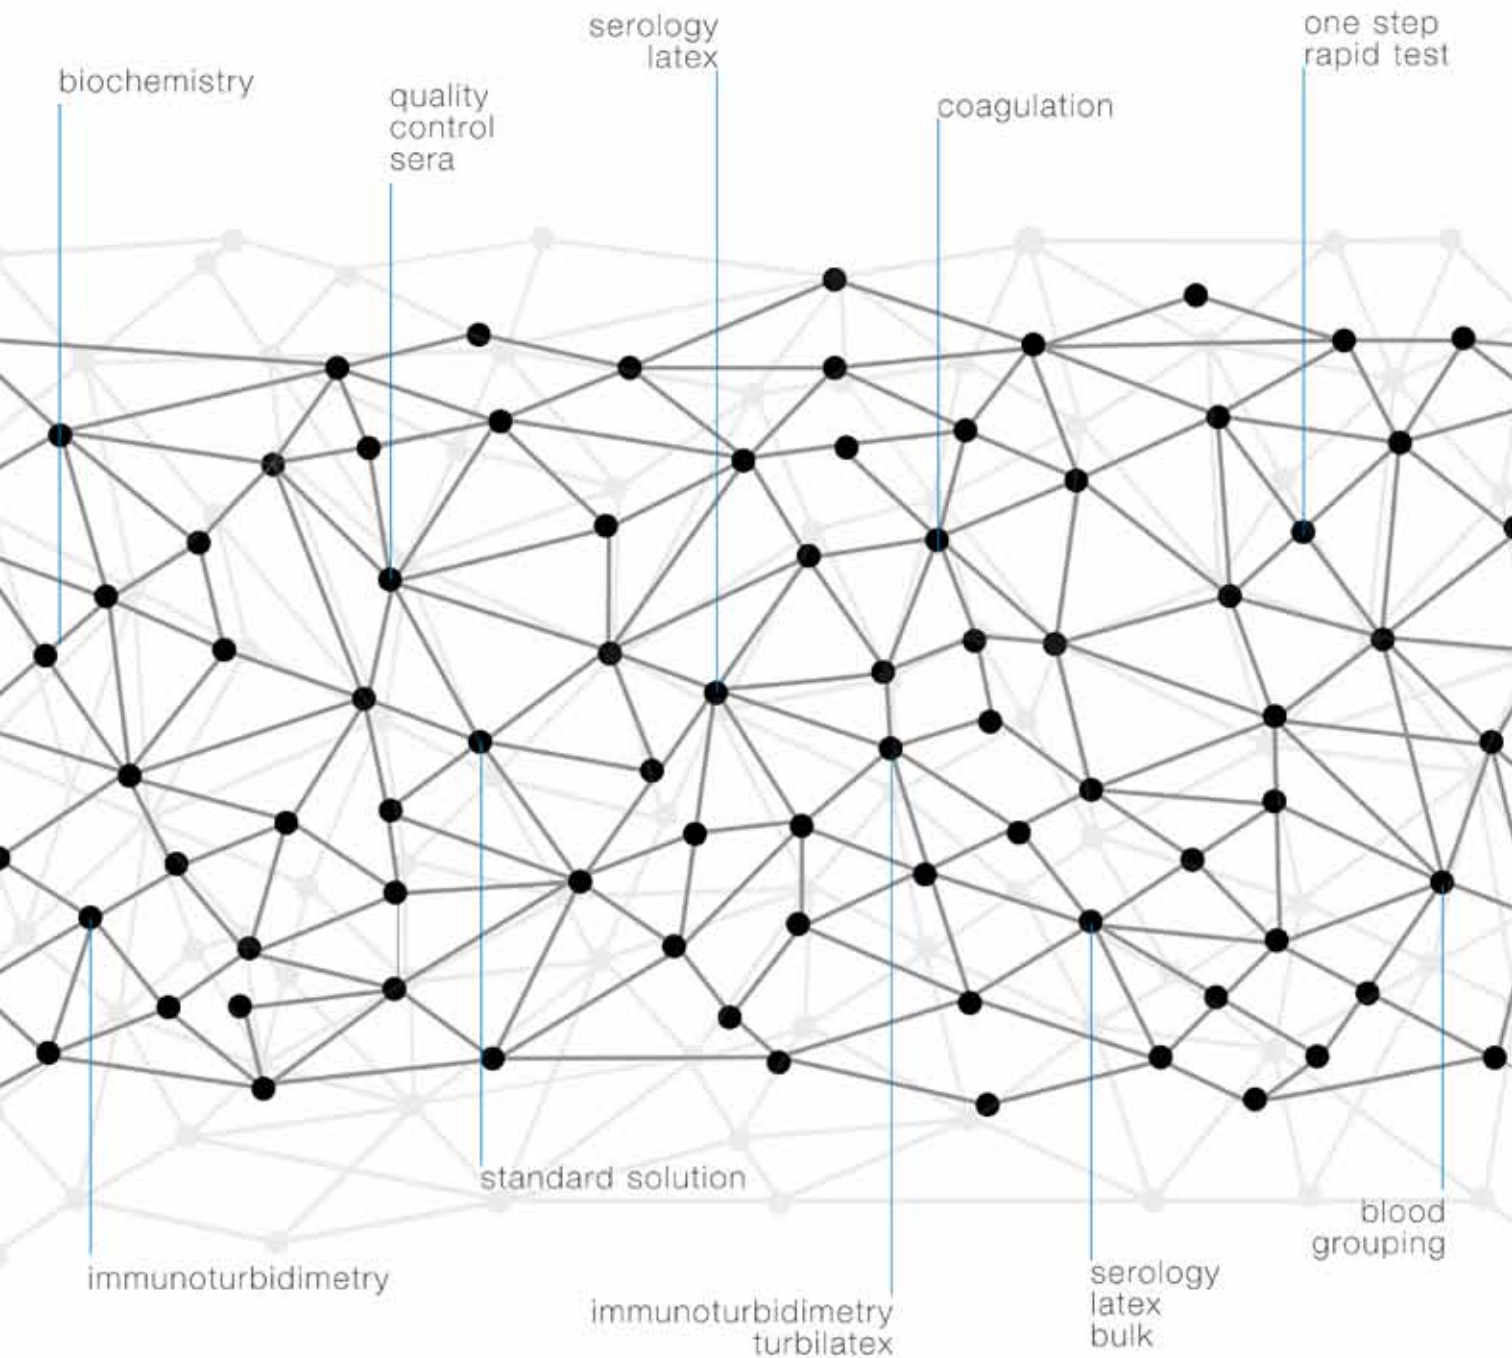 serology
latex
one step
rapid test
biochemistry
quality
control
sera
coagulation
standard solution
blood
grouping
immunoturbidimetry
serology
latex
bulk
immunoturbidimetry
turbilatex